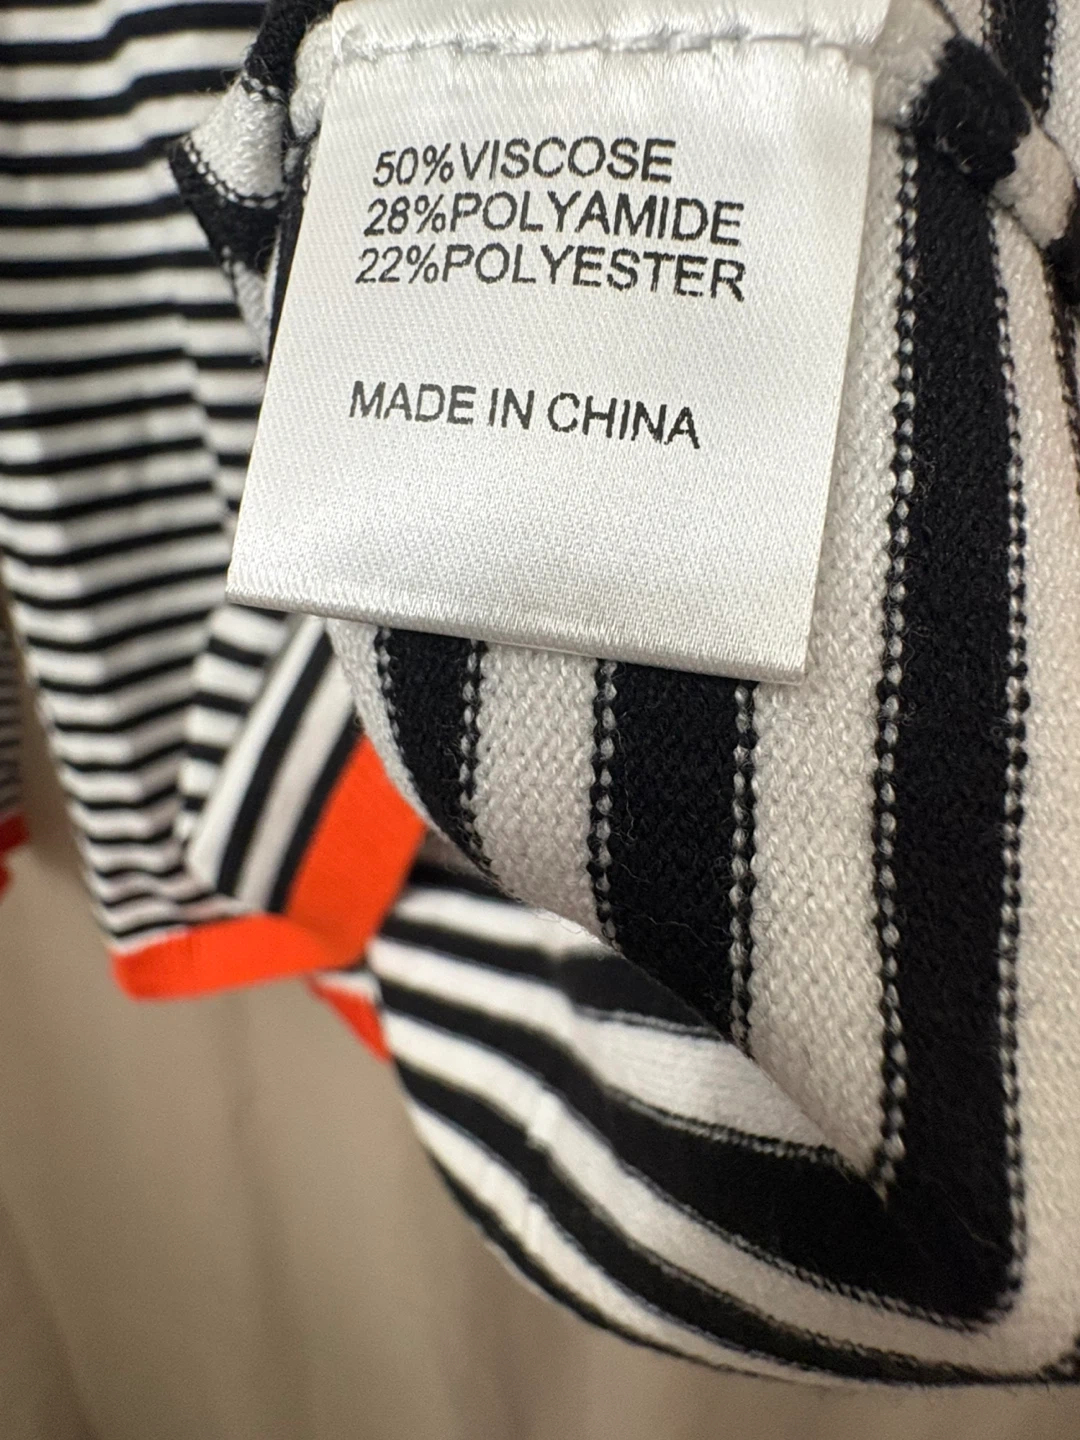 50%VISCOSE
28%POLYAMIDE
22%POLYESTER
MADE IN CHINA